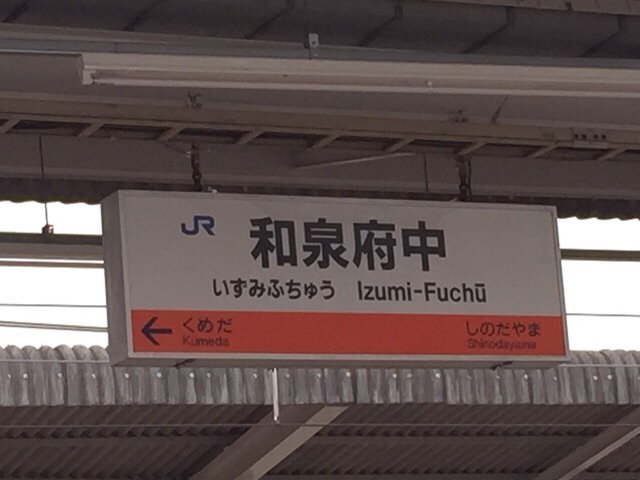 JR 和泉府中
いずみふちゅう Izumi-Fuchū
← くめだ しのだやま
Kumeda Shinodayama